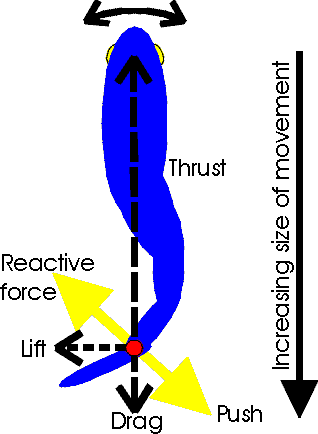 Thrust
Increasing size of movement
Reactive
force
Lift
Drag
Push